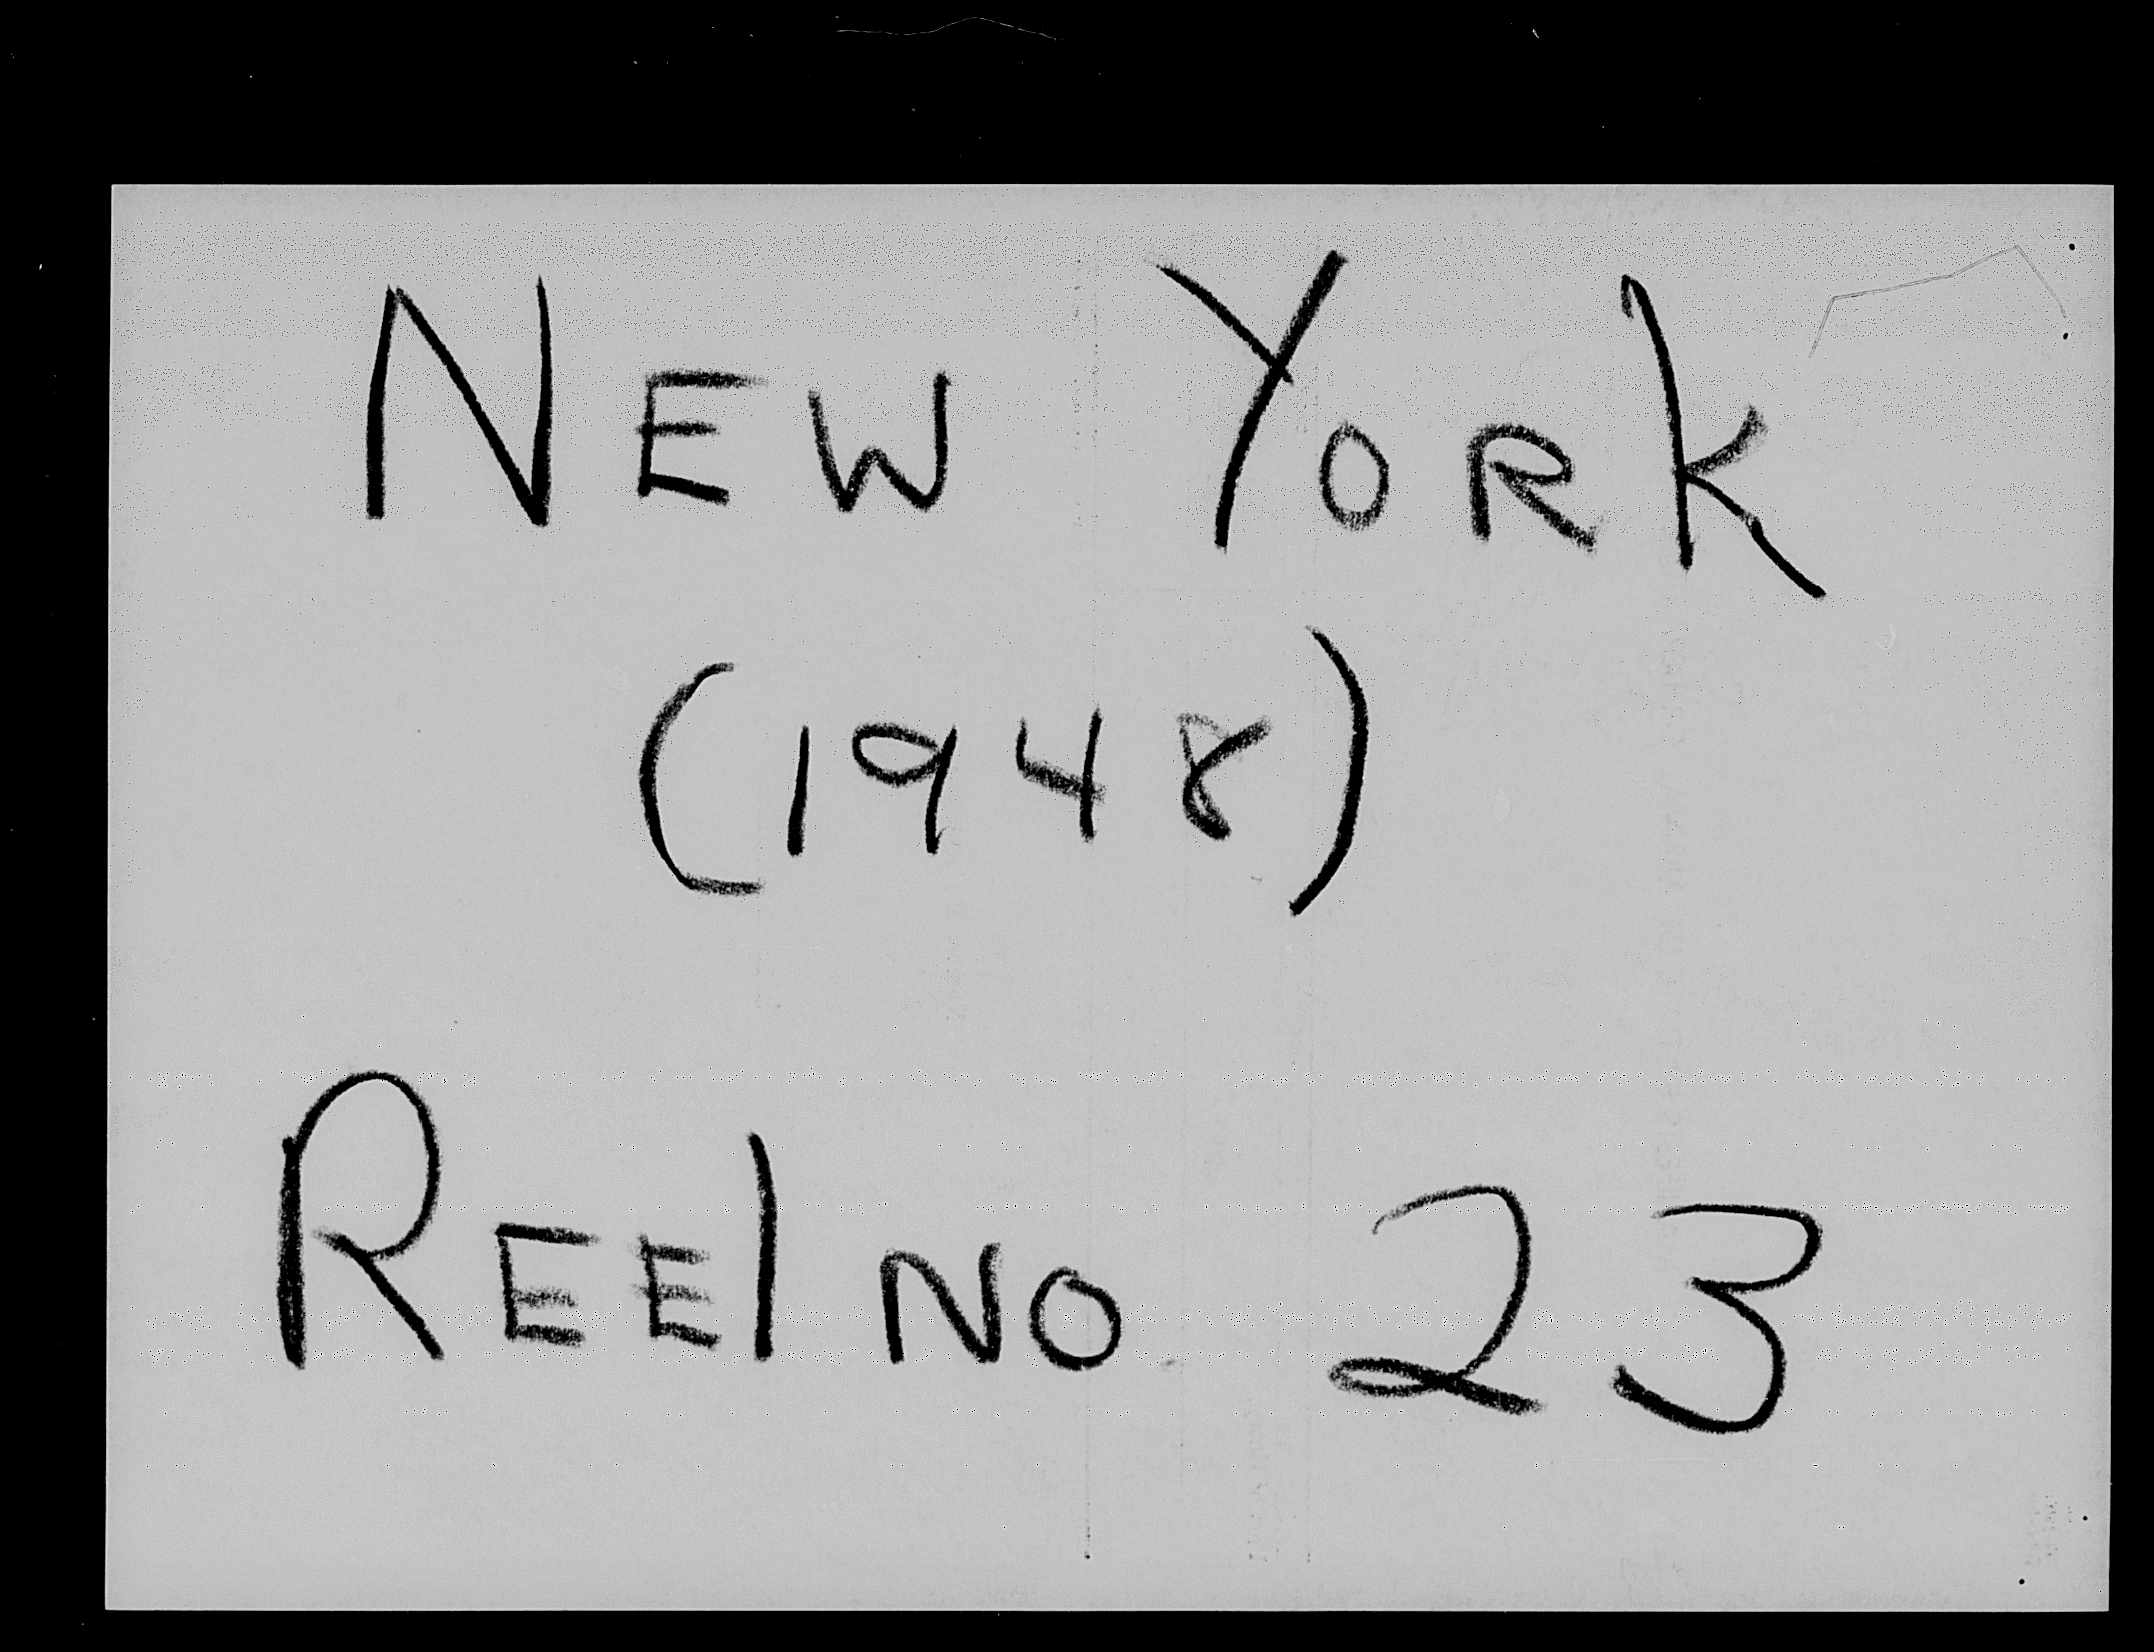 NEW YORK
(1948)
REEl NO 23